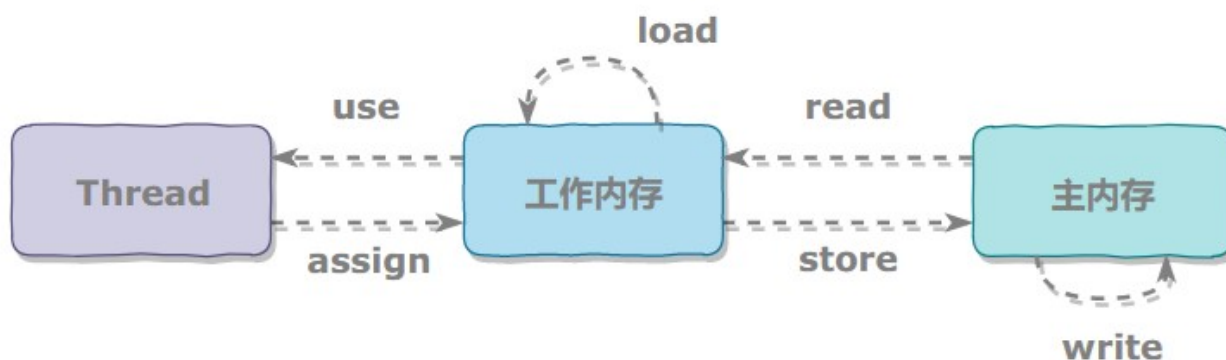 load
use
read
Thread
工作内存
主内存
assign
store
write